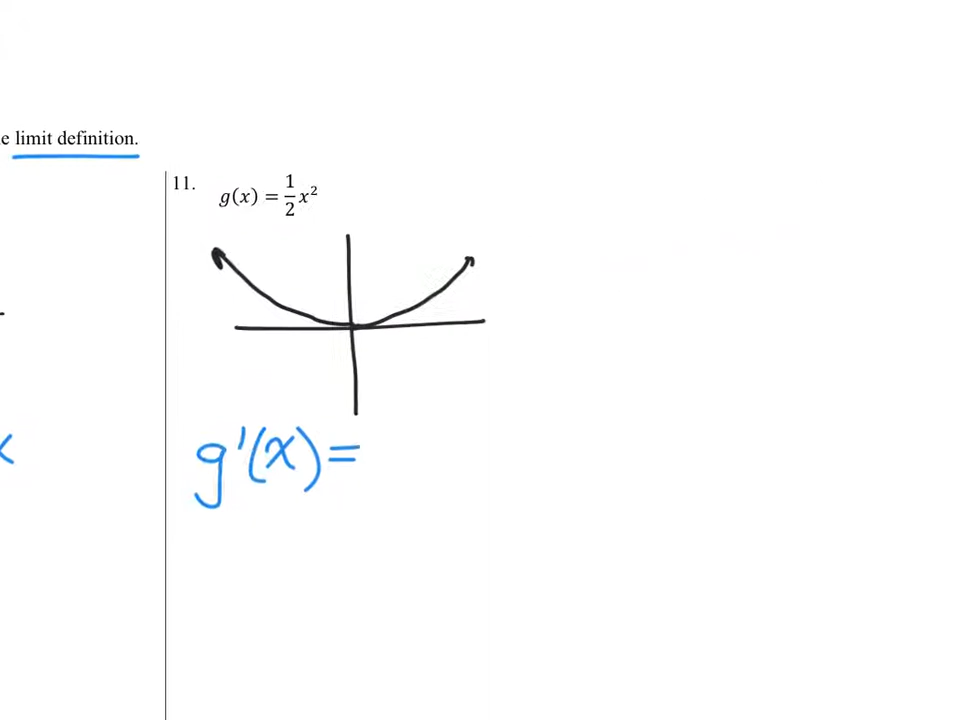 e limit definition.
11. g(x) = 1/2 x²
x
g'(x) =